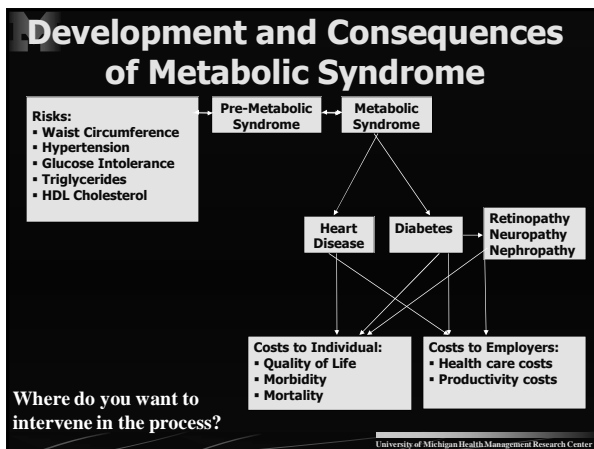 Development and Consequences
of Metabolic Syndrome
Risks:
▪ Waist Circumference
▪ Hypertension
▪ Glucose Intolerance
▪ Triglycerides
▪ HDL Cholesterol
Pre-Metabolic
Syndrome
Metabolic
Syndrome
Heart
Disease
Diabetes
Retinopathy
Neuropathy
Nephropathy
Costs to Individual:
▪ Quality of Life
▪ Morbidity
▪ Mortality
Costs to Employers:
▪ Health care costs
▪ Productivity costs
Where do you want to
intervene in the process?
University of Michigan Health Management Research Center